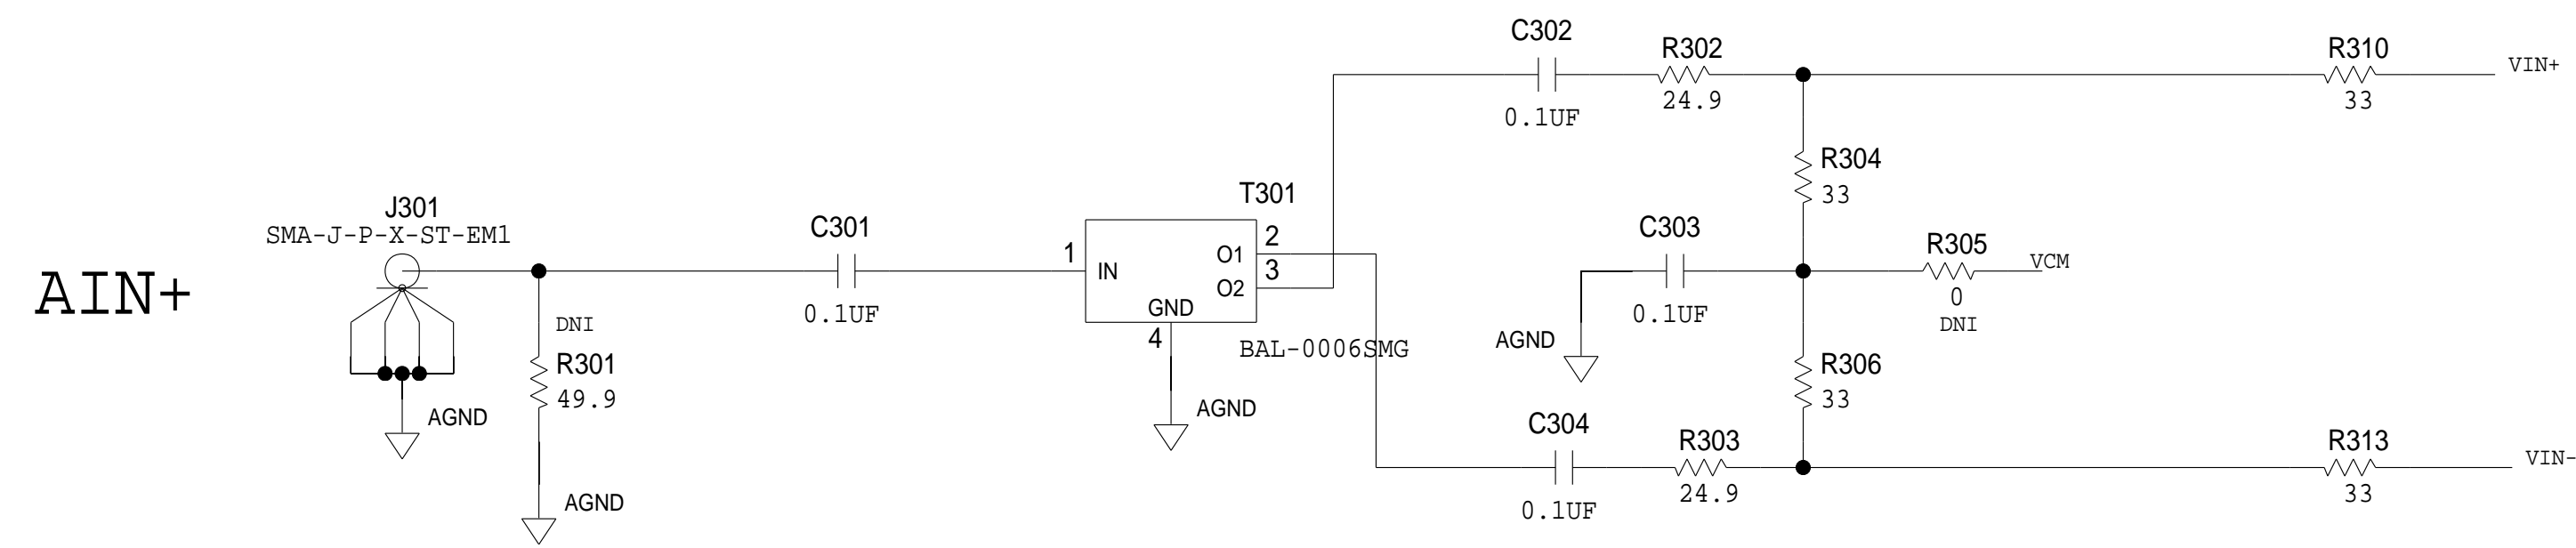 AIN+
J301
SMA-J-P-X-ST-EM1
AGND
DNI
R301
49.9
AGND
C301
0.1UF
T301
1
IN
O1
2
O2
3
GND
4
BAL-0006SMG
AGND
C302
0.1UF
R302
24.9
R304
33
C303
0.1UF
AGND
R305
0
DNI
VCM
R306
33
C304
0.1UF
R303
24.9
R310
33
VIN+
R313
33
VIN-